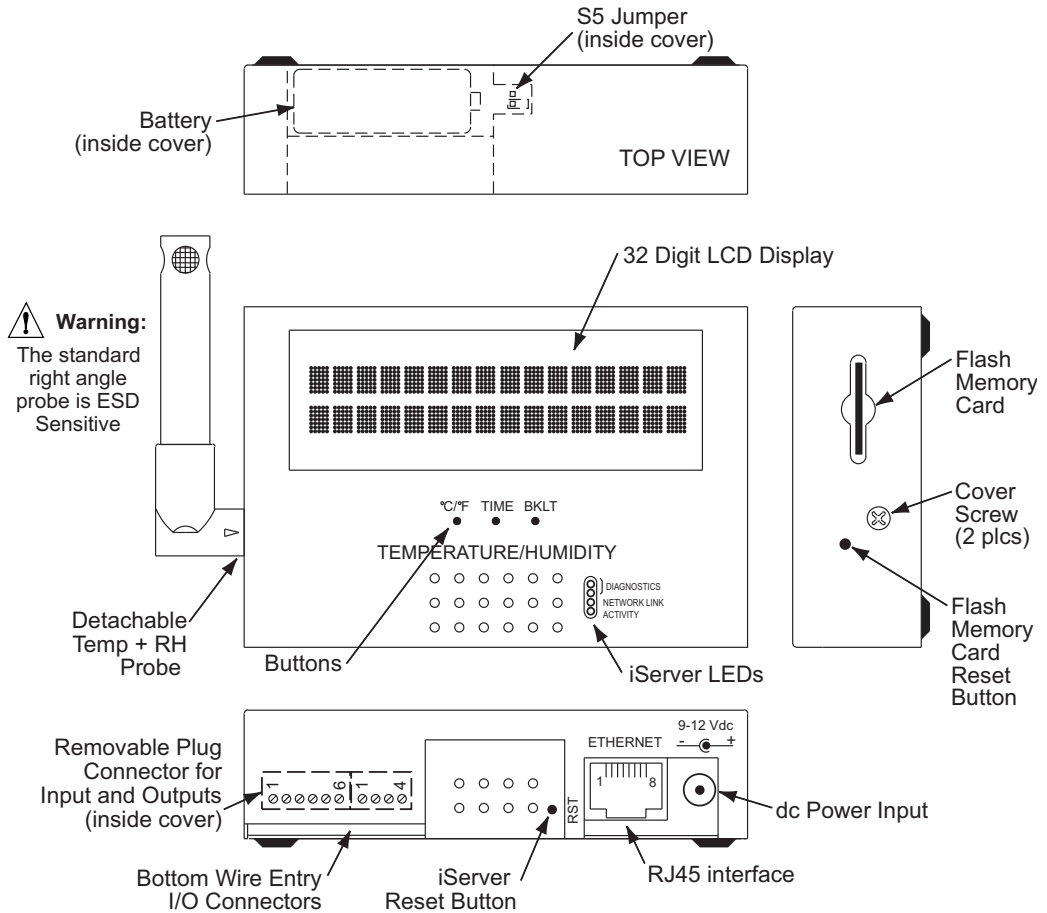 S5 Jumper
(inside cover)
Battery
(inside cover)
TOP VIEW
32 Digit LCD Display
Warning:
The standard
right angle
probe is ESD
Sensitive
Flash
Memory
Card
°C/°F TIME BKLT
Cover
Screw
(2 plcs)
TEMPERATURE/HUMIDITY
DIAGNOSTICS
NETWORK LINK
ACTIVITY
Detachable
Temp + RH
Probe
Buttons
iServer LEDs
Flash
Memory
Card
Reset
Button
Removable Plug
Connector for
Input and Outputs
(inside cover)
1 6 1 4
RST
ETHERNET
1 8
9-12 Vdc
- +
dc Power Input
Bottom Wire Entry
I/O Connectors
iServer
Reset Button
RJ45 interface